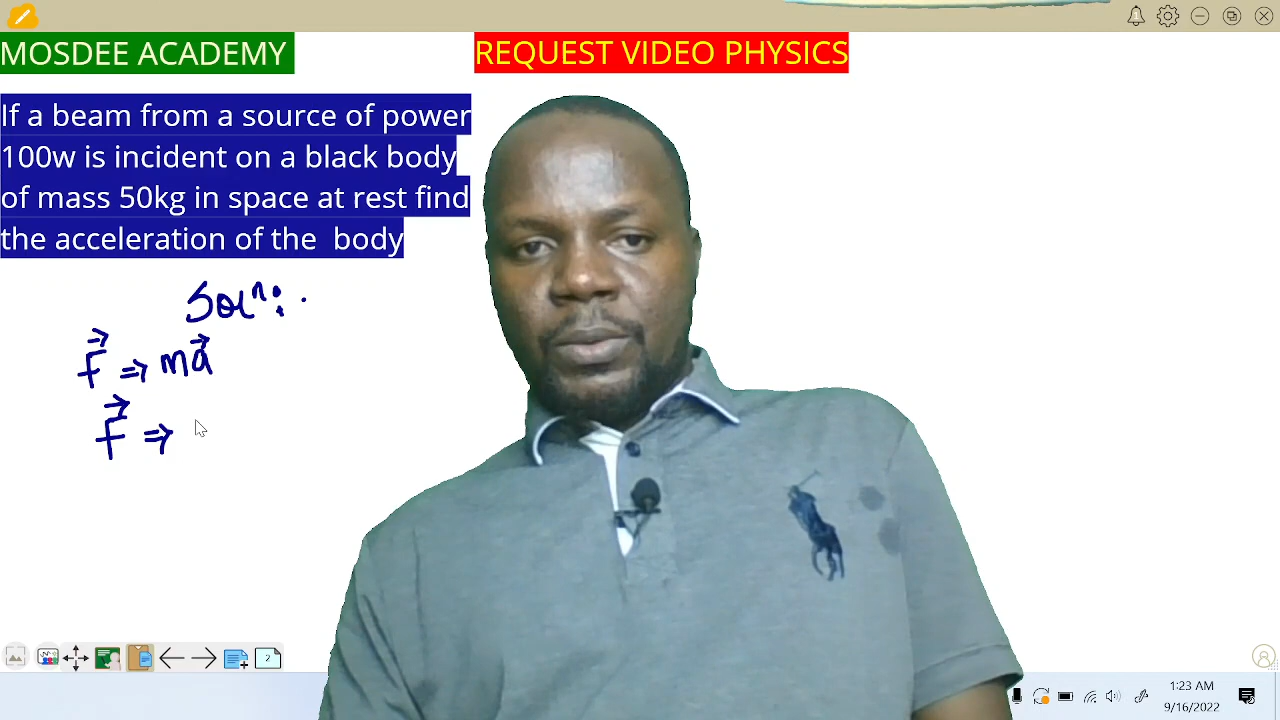 MOSDEE ACADEMY
REQUEST VIDEO PHYSICS
If a beam from a source of power
100w is incident on a black body
of mass 50kg in space at rest find
the acceleration of the body
Soln:.
F⃗ ⇒ ma⃗
F⃗ ⇒
2
1:23 AM
9/16/2022